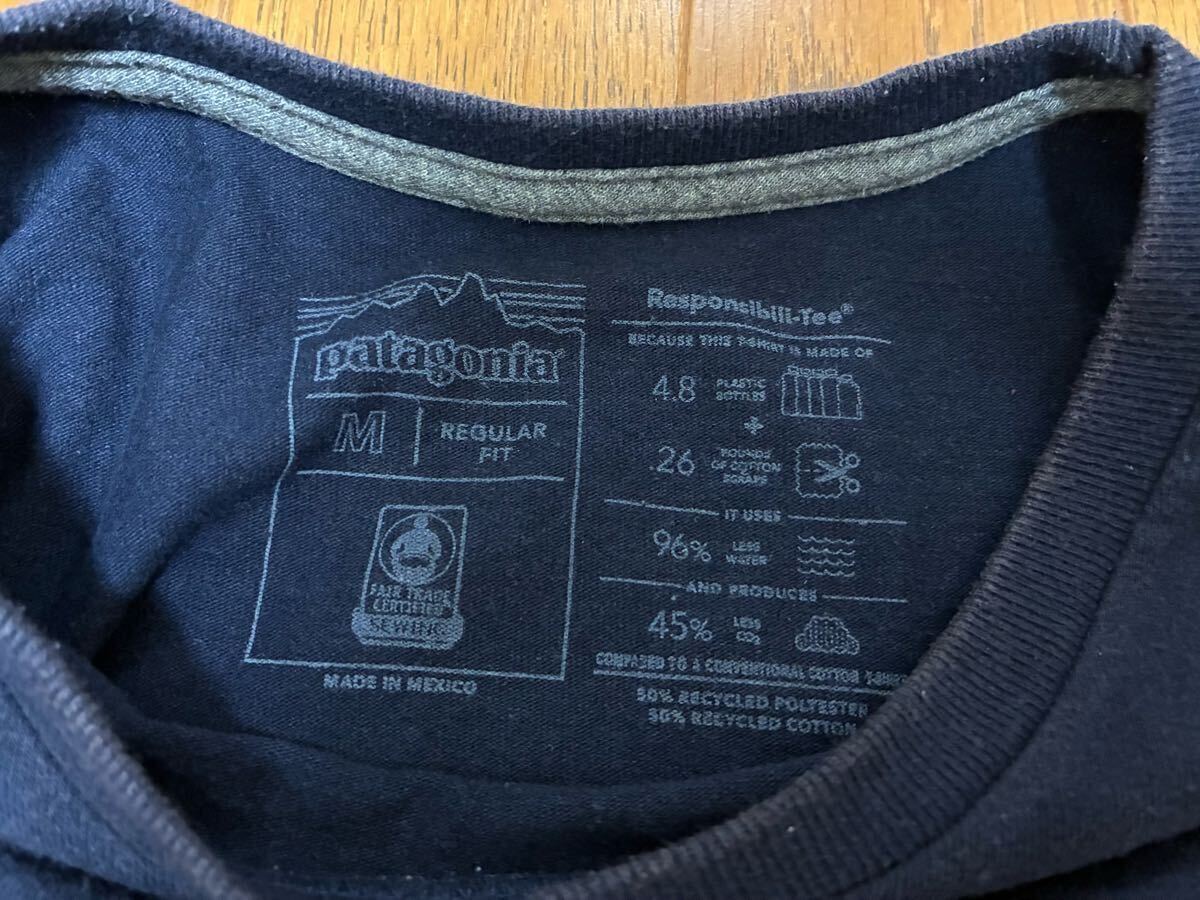 patagonia®
M
REGULAR
FIT
FAIR TRADE
CERTIFIED
SEWING
MADE IN MEXICO
Responsibili-Tee®
BECAUSE THIS T-SHIRT IS MADE OF
4.8 PLASTIC
BOTTLES
+
.26 POUNDS
OF COTTON
SCRAPS
IT USES
96% LESS
WATER
AND PRODUCES
45% LESS
CO₂
COMPARED TO A CONVENTIONAL COTTON T-SHIRT
50% RECYCLED POLYESTER
50% RECYCLED COTTON